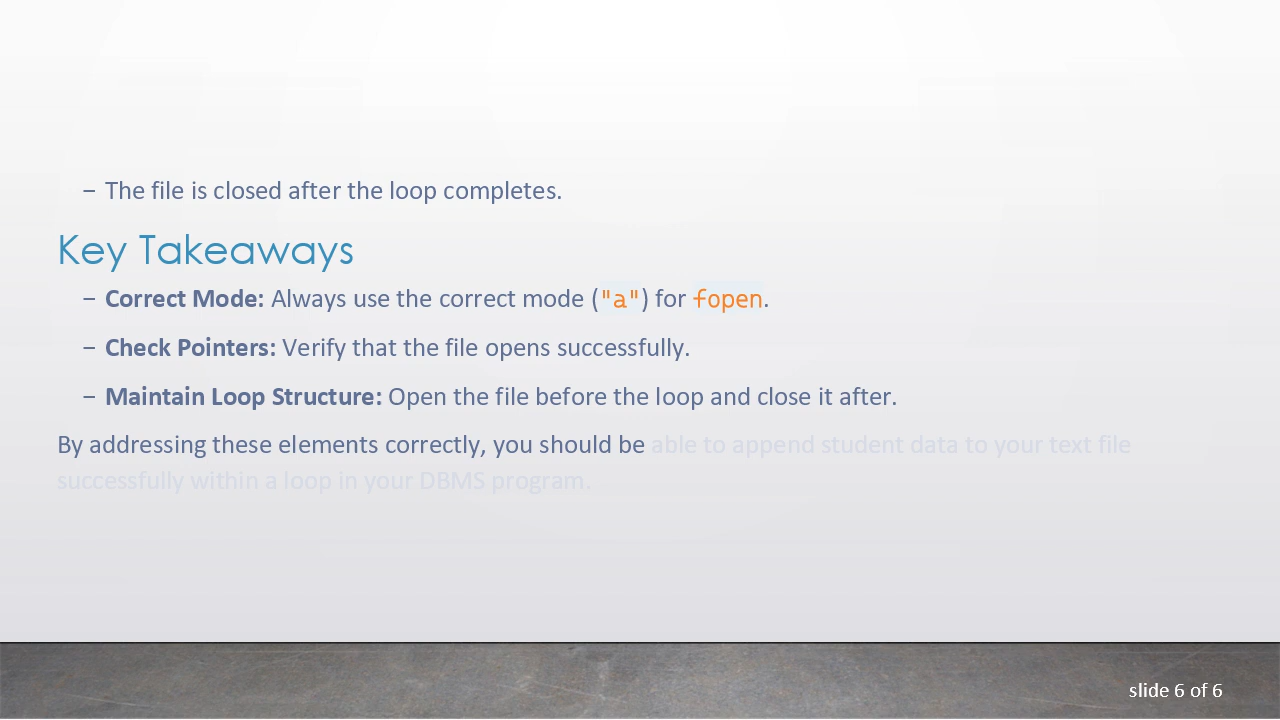 − The file is closed after the loop completes.
Key Takeaways
− Correct Mode: Always use the correct mode ("a") for fopen.
− Check Pointers: Verify that the file opens successfully.
− Maintain Loop Structure: Open the file before the loop and close it after.
By addressing these elements correctly, you should be able to append student data to your text file
successfully within a loop in your DBMS program.
slide 6 of 6